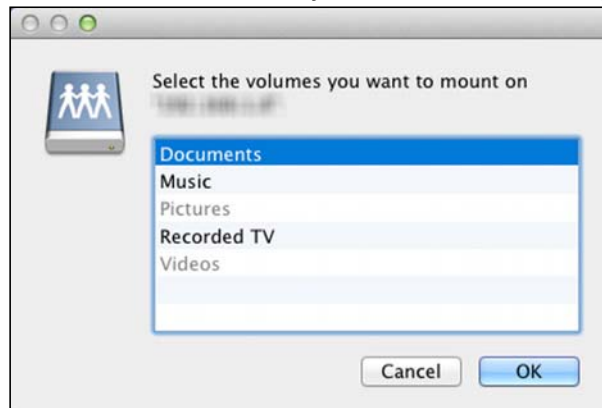 Select the volumes you want to mount on
Documents
Music
Pictures
Recorded TV
Videos
Cancel
OK